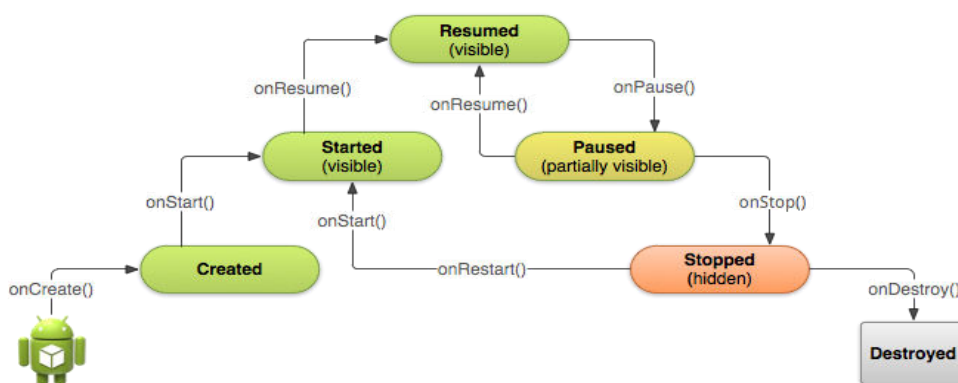 Resumed
(visible)
onResume()
onResume()
onPause()
Started
(visible)
Paused
(partially visible)
onStart()
onStart()
onStop()
Created
onRestart()
Stopped
(hidden)
onCreate()
onDestroy()
Destroyed